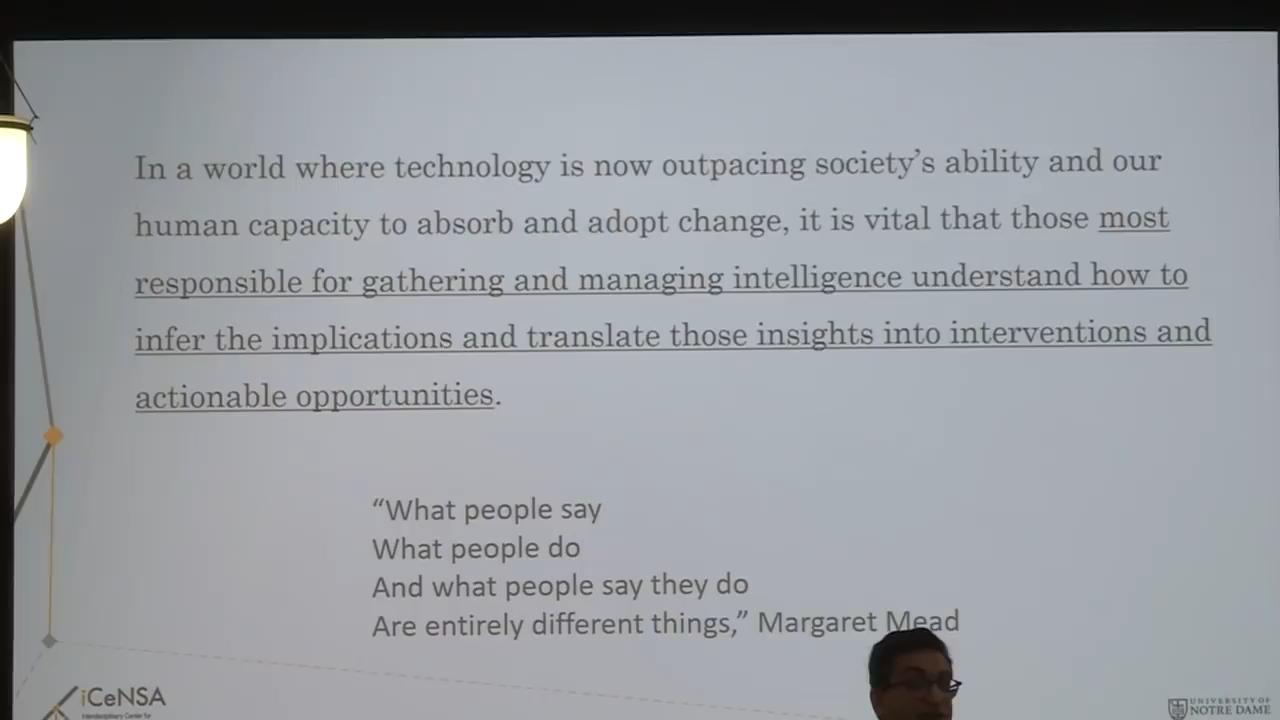 In a world where technology is now outpacing society’s ability and our
human capacity to absorb and adopt change, it is vital that those most
responsible for gathering and managing intelligence understand how to
infer the implications and translate those insights into interventions and
actionable opportunities.
“What people say
What people do
And what people say they do
Are entirely different things,” Margaret Mead
iCeNSA
Interdisciplinary Center for
UNIVERSITY OF
NOTRE DAME